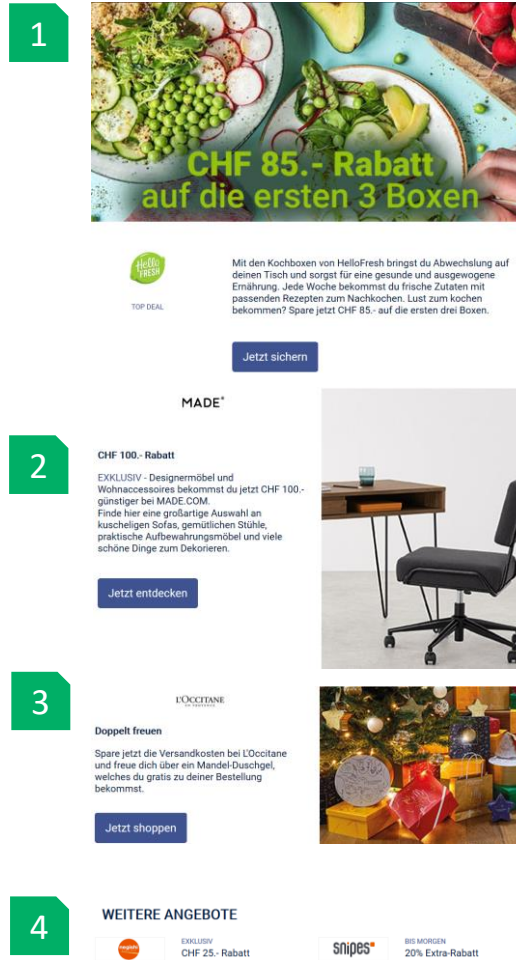 1
CHF 85.- Rabatt
auf die ersten 3 Boxen
Hello
FRESH
TOP DEAL
Mit den Kochboxen von HelloFresh bringst du Abwechslung auf
deinen Tisch und sorgst für eine gesunde und ausgewogene
Ernährung. Jede Woche bekommst du frische Zutaten mit
passenden Rezepten zum Nachkochen. Lust zum kochen
bekommen? Spare jetzt CHF 85.- auf die ersten drei Boxen.
Jetzt sichern
2
MADE
CHF 100.- Rabatt
EXKLUSIV - Designermöbel und
Wohnaccessoires bekommst du jetzt CHF 100.-
günstiger bei MADE.COM.
Finde hier eine großartige Auswahl an
kuscheligen Sofas, gemütlichen Stühle,
praktische Aufbewahrungsmöbel und viele
schöne Dinge zum Dekorieren.
Jetzt entdecken
3
L'OCCITANE
EN PROVENCE
Doppelt freuen
Spare jetzt die Versandkosten bei L'Occitane
und freue dich über ein Mandel-Duschgel,
welches du gratis zu deiner Bestellung
bekommst.
Jetzt shoppen
4
WEITERE ANGEBOTE
EXKLUSIV
CHF 25.- Rabatt
snipes
BIS MORGEN
20% Extra-Rabatt